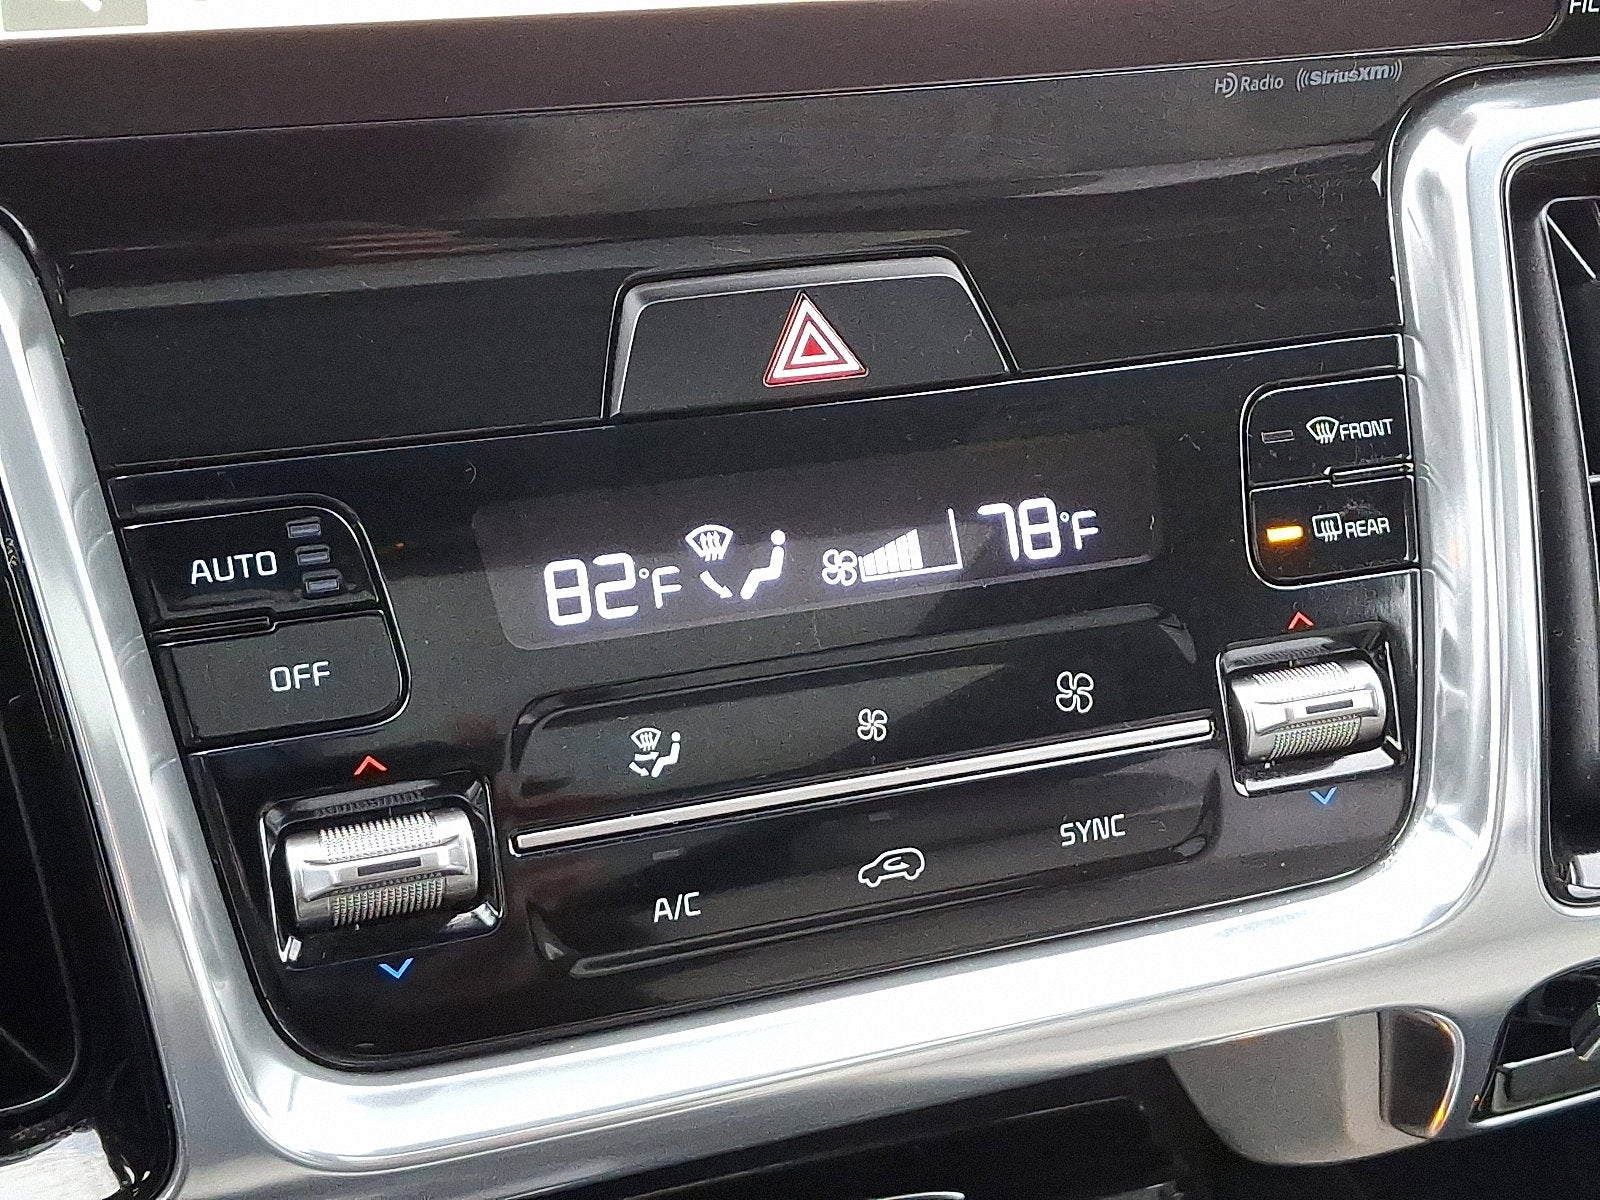 HD Radio SiriusXM
FRONT
AUTO
82°F 78°F
REAR
OFF
SYNC
A/C